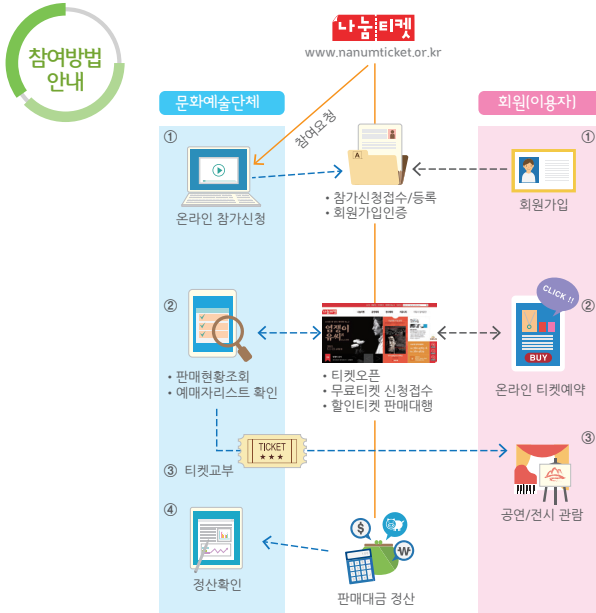 참여방법
안내
나눔티켓
www.nanumticket.or.kr
문화예술단체
회원(이용자)
참여요청
①
온라인 참가신청
A
• 참가신청접수/등록
• 회원가입인증
①
회원가입
②
• 판매현황조회
• 예매자리스트 확인
염쟁이
유씨
• 티켓오픈
• 무료티켓 신청접수
• 할인티켓 판매대행
②
CLICK !!
BUY
온라인 티켓예약
TICKET
③ 티켓교부
③
공연/전시 관람
④
정산확인
$
₩
판매대금 정산